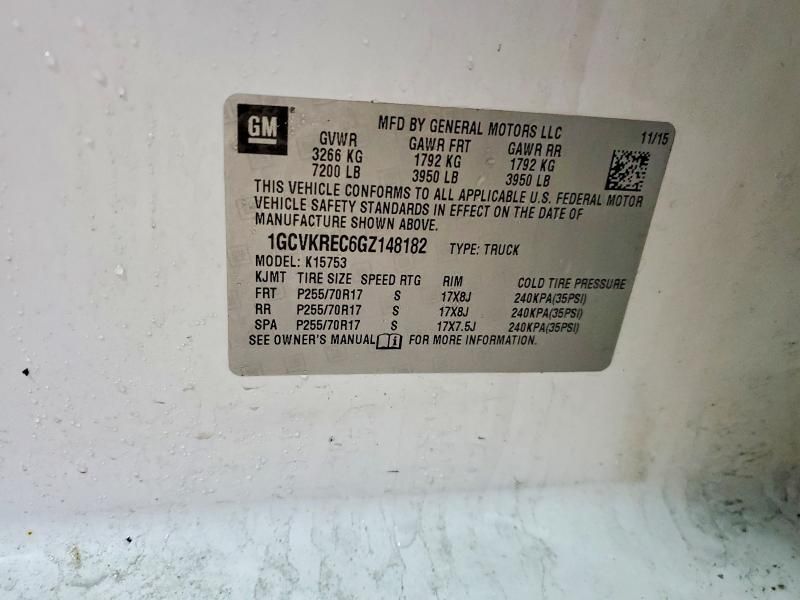 GM
MFD BY GENERAL MOTORS LLC 11/15
GVWR GAWR FRT GAWR RR
3266 KG 1792 KG 1792 KG
7200 LB 3950 LB 3950 LB
THIS VEHICLE CONFORMS TO ALL APPLICABLE U.S. FEDERAL MOTOR
VEHICLE SAFETY STANDARDS IN EFFECT ON THE DATE OF
MANUFACTURE SHOWN ABOVE.
1GCVKREC6GZ148182 TYPE: TRUCK
MODEL: K15753
KJMT TIRE SIZE SPEED RTG RIM COLD TIRE PRESSURE
FRT P255/70R17 S 17X8J 240KPA(35PSI)
RR P255/70R17 S 17X8J 240KPA(35PSI)
SPA P255/70R17 S 17X7.5J 240KPA(35PSI)
SEE OWNER'S MANUAL i FOR MORE INFORMATION.